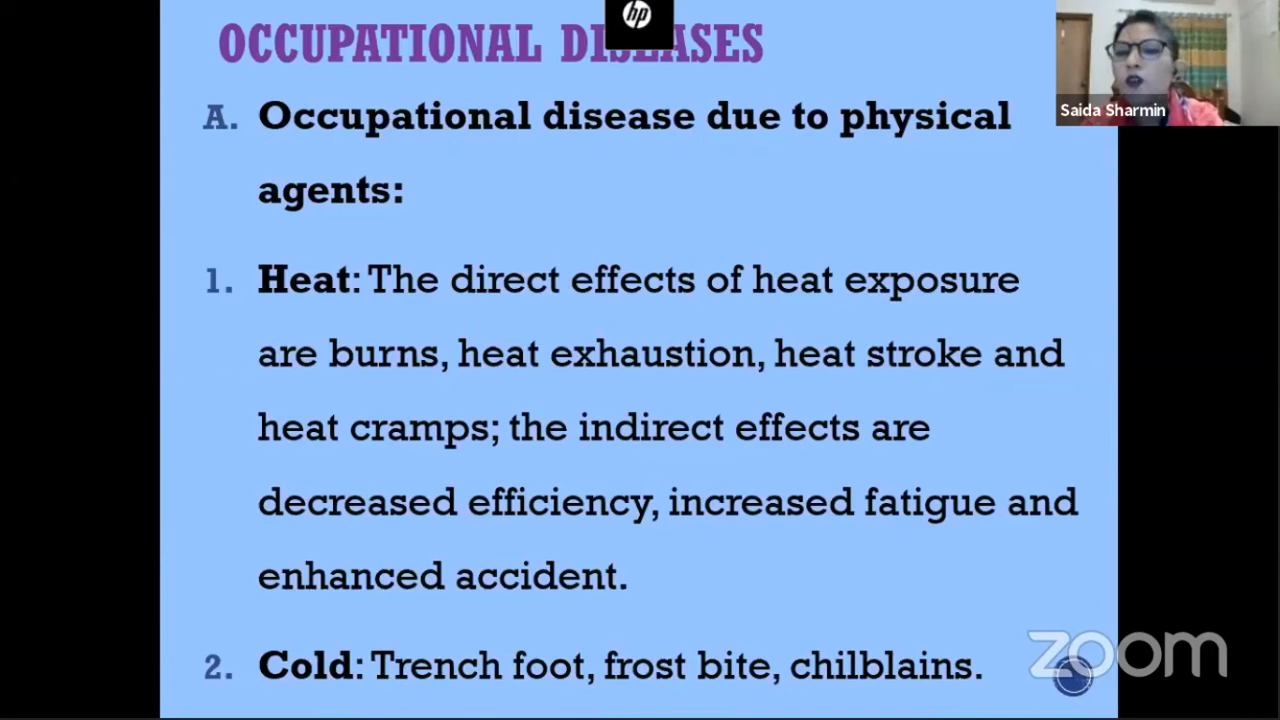 OCCUPATIONAL DISEASES
hp
Saida Sharmin
A. Occupational disease due to physical
agents:
1. Heat: The direct effects of heat exposure
are burns, heat exhaustion, heat stroke and
heat cramps; the indirect effects are
decreased efficiency, increased fatigue and
enhanced accident.
2. Cold: Trench foot, frost bite, chilblains.
zoom